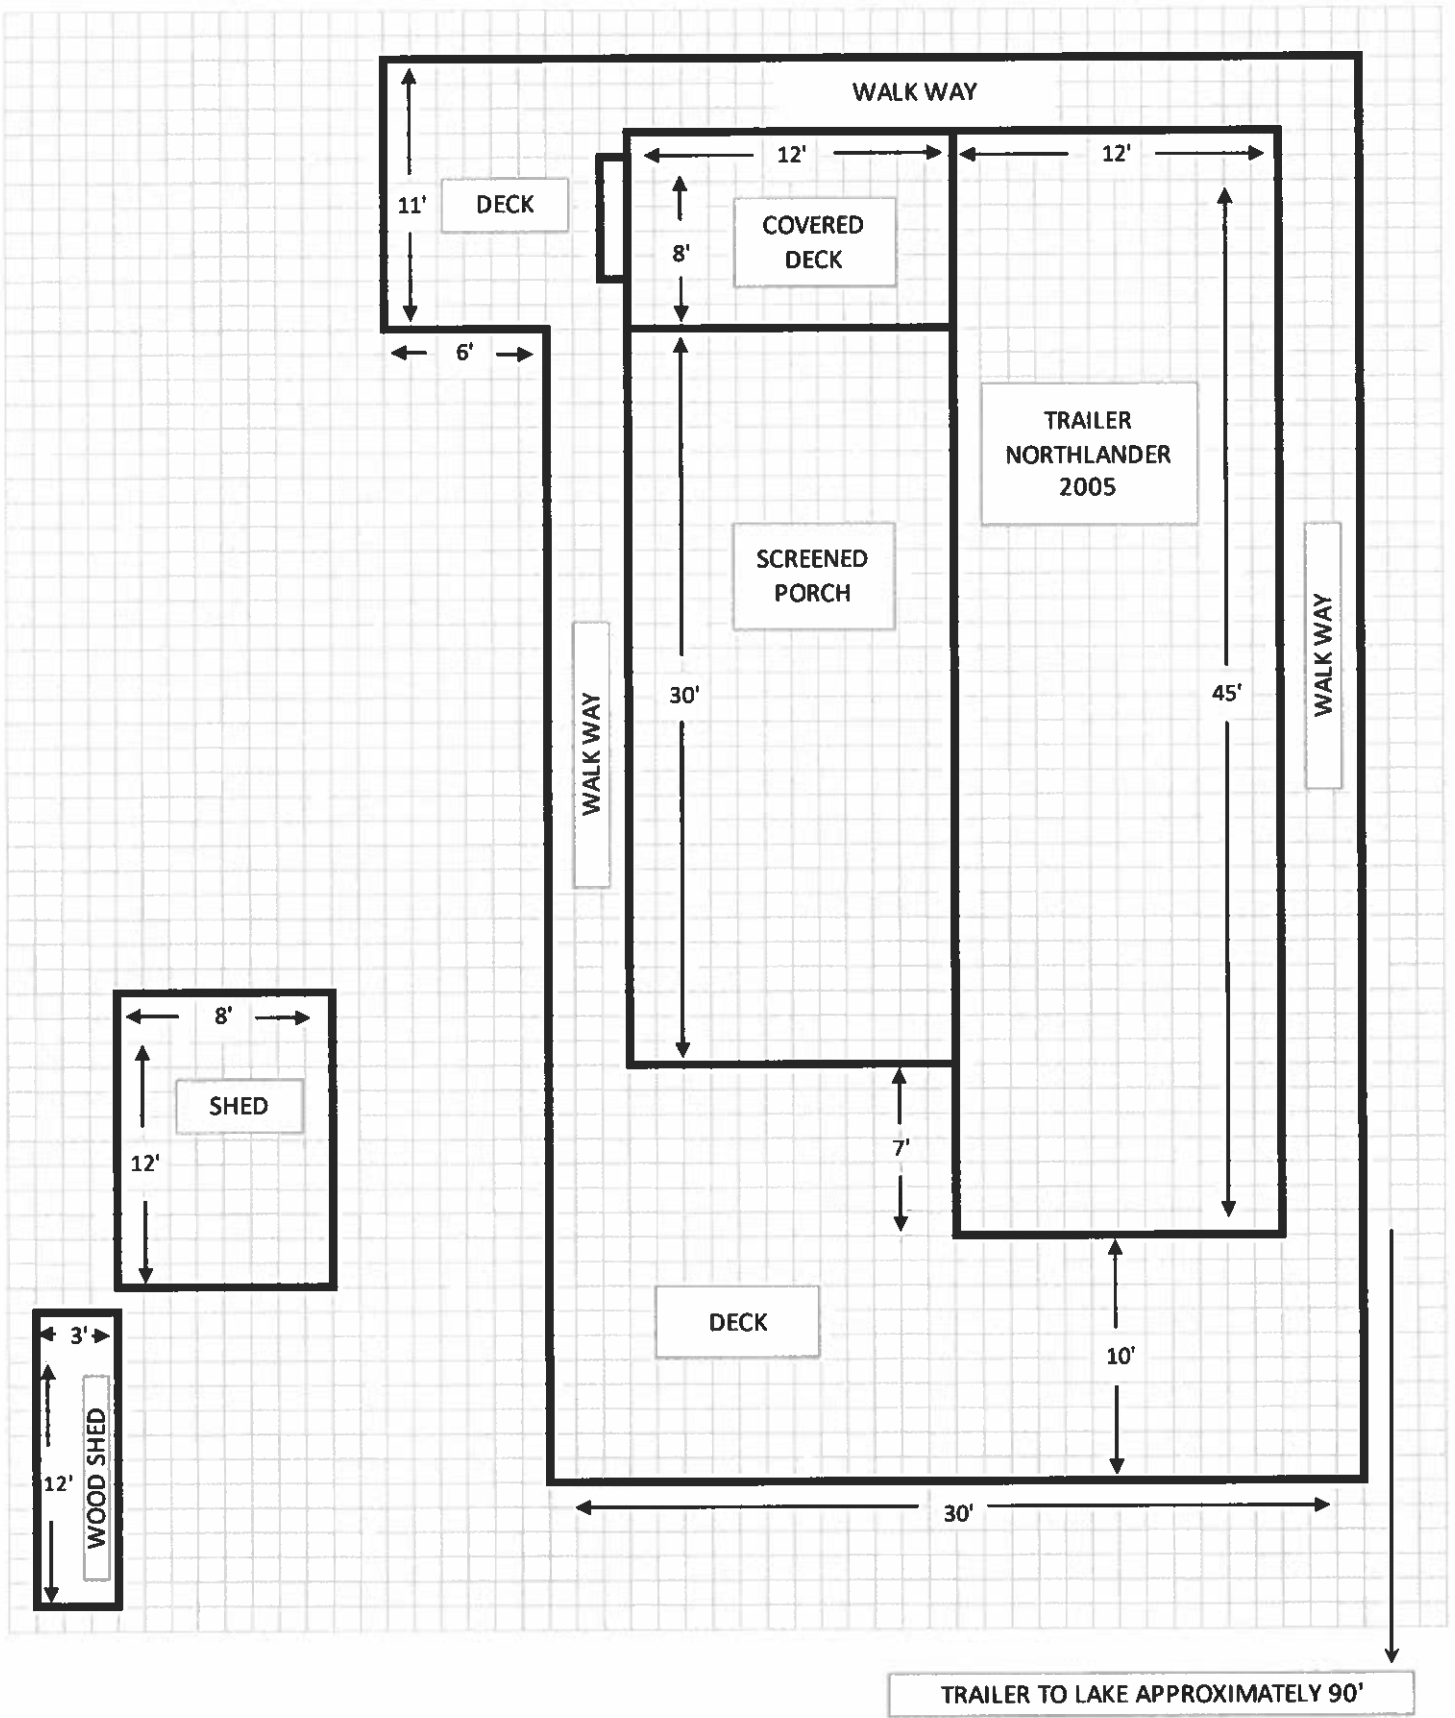 WALK WAY
12'
12'
11'
DECK
COVERED
DECK
8'
6'
TRAILER
NORTHLANDER
2005
SCREENED
PORCH
WALK WAY
30'
45'
WALK WAY
8'
SHED
12'
7'
3'
DECK
10'
WOOD SHED
12'
30'
TRAILER TO LAKE APPROXIMATELY 90'